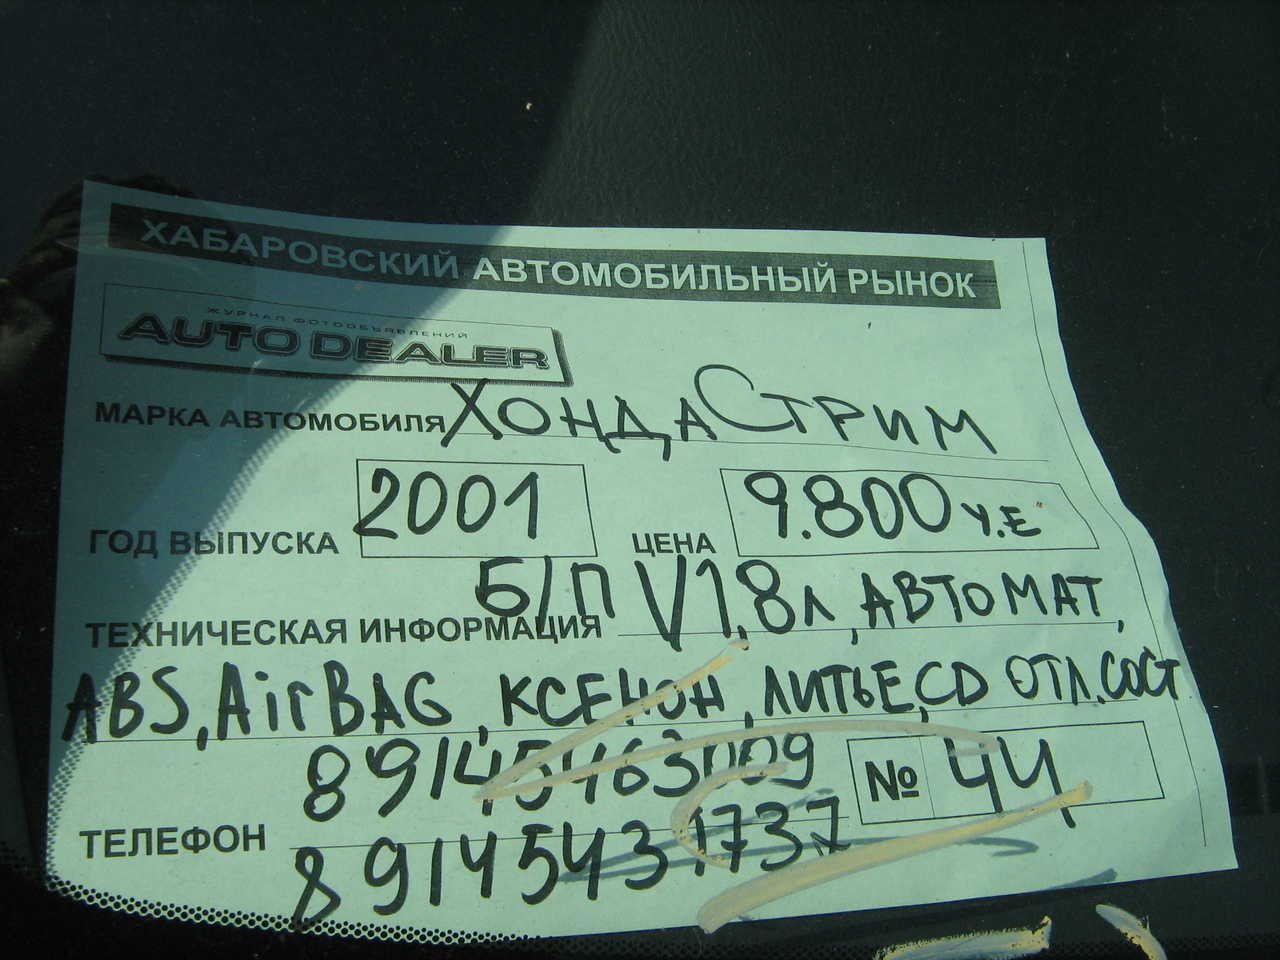 ХАБАРОВСКИЙ АВТОМОБИЛЬНЫЙ РЫНОК
ЖУРНАЛ ФОТООБЪЯВЛЕНИЙ
AUTO DEALER
МАРКА АВТОМОБИЛЯ ХОНДА СТРИМ
ГОД ВЫПУСКА 2001 ЦЕНА 9.800 У.Е
ТЕХНИЧЕСКАЯ ИНФОРМАЦИЯ Б/П V1.8л, АВТОМАТ,
ABS, AirBAG, КСЕНОН, ЛИТЬЕ, CD ОТЛ. СОСТ
89145463009 № 44
ТЕЛЕФОН
89145431737